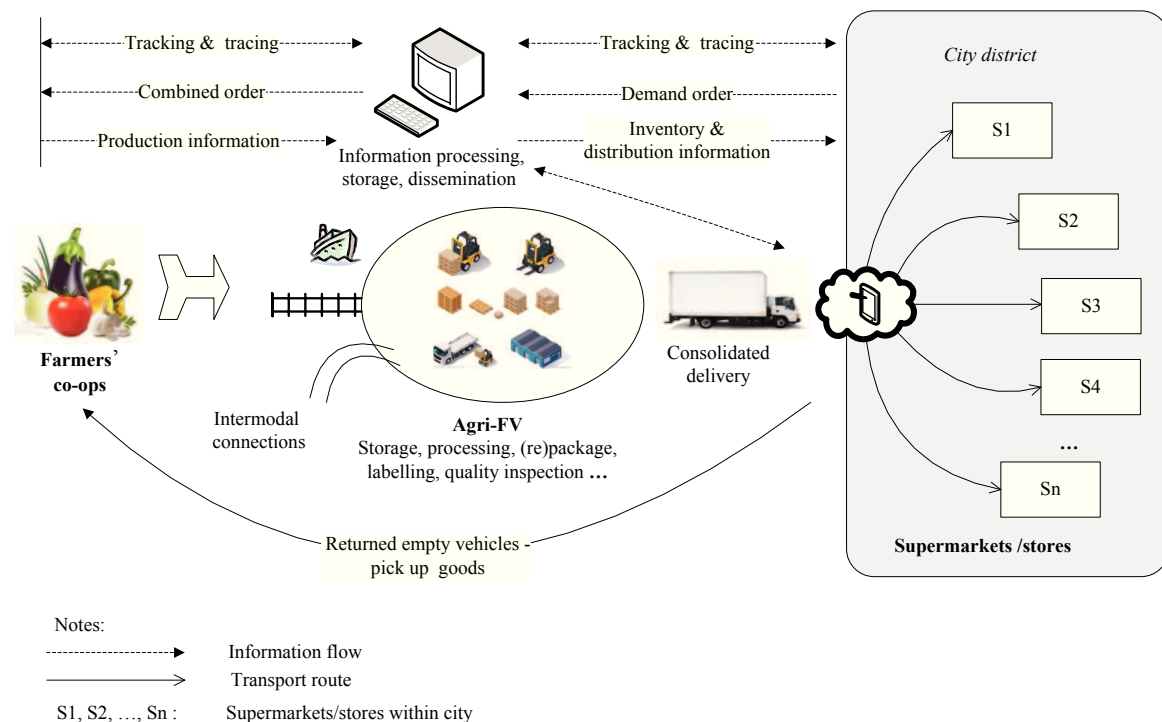 Tracking & tracing
Tracking & tracing
City district
Combined order
Demand order
Production information
Inventory &
distribution information
Information processing,
storage, dissemination
S1
S2
S3
S4
...
Sn
Farmers’
co-ops
Consolidated
delivery
Intermodal
connections
Agri-FV
Storage, processing, (re)package,
labelling, quality inspection ...
Supermarkets /stores
Returned empty vehicles -
pick up goods
Notes:
Information flow
Transport route
S1, S2, ..., Sn : Supermarkets/stores within city